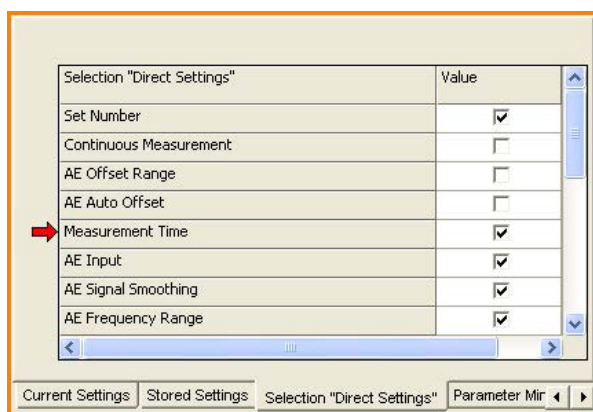 Selection "Direct Settings" Value
Set Number
Continuous Measurement
AE Offset Range
AE Auto Offset
Measurement Time
AE Input
AE Signal Smoothing
AE Frequency Range
Current Settings Stored Settings Selection "Direct Settings" Parameter